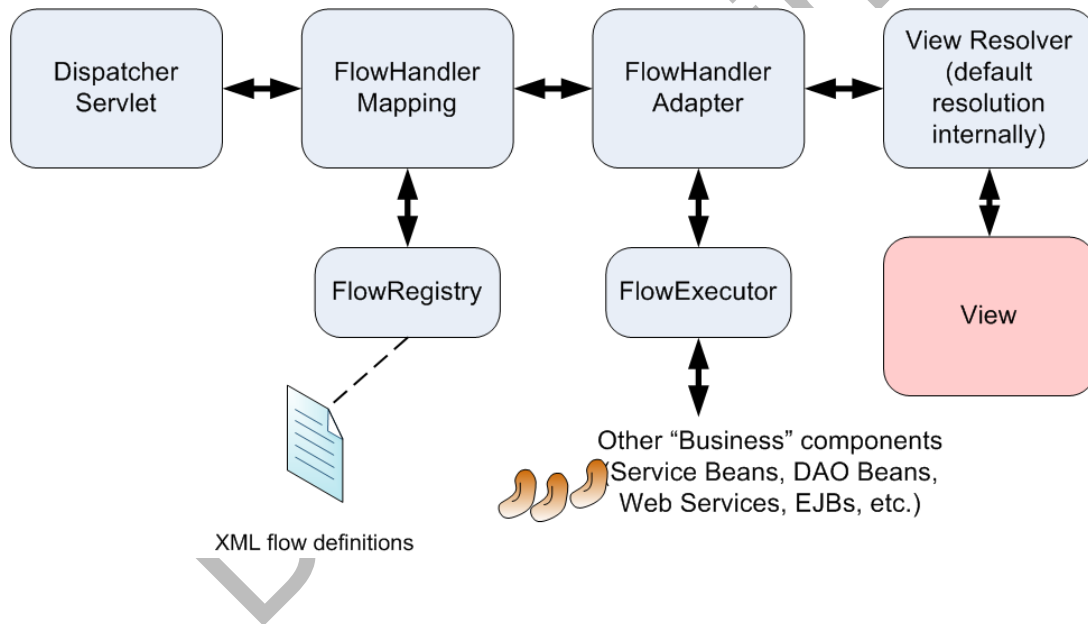 Dispatcher
Servlet
FlowHandler
Mapping
FlowHandler
Adapter
View Resolver
(default
resolution
internally)
FlowRegistry
FlowExecutor
View
Other “Business” components
(Service Beans, DAO Beans,
Web Services, EJBs, etc.)
XML flow definitions